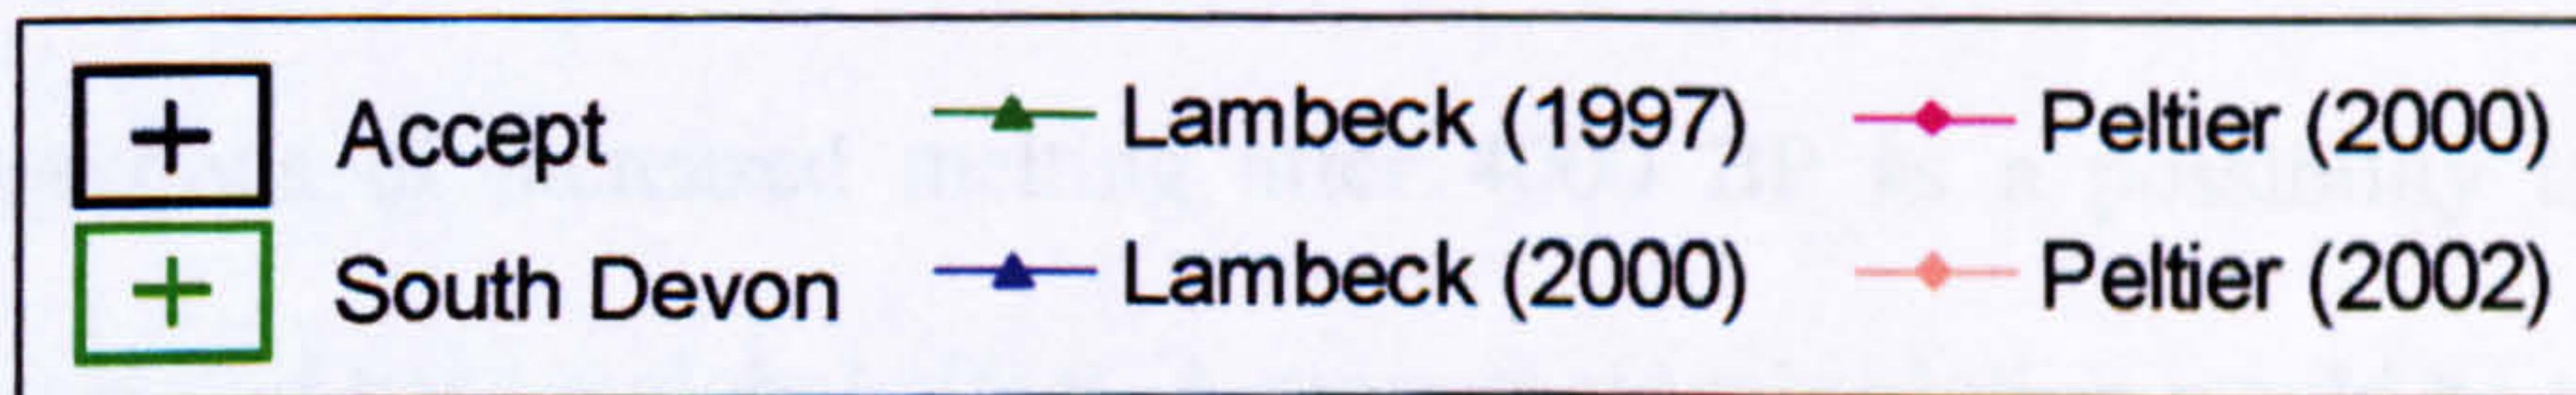 Accept Lambeck (1997) Peltier (2000)
South Devon Lambeck (2000) Peltier (2002)